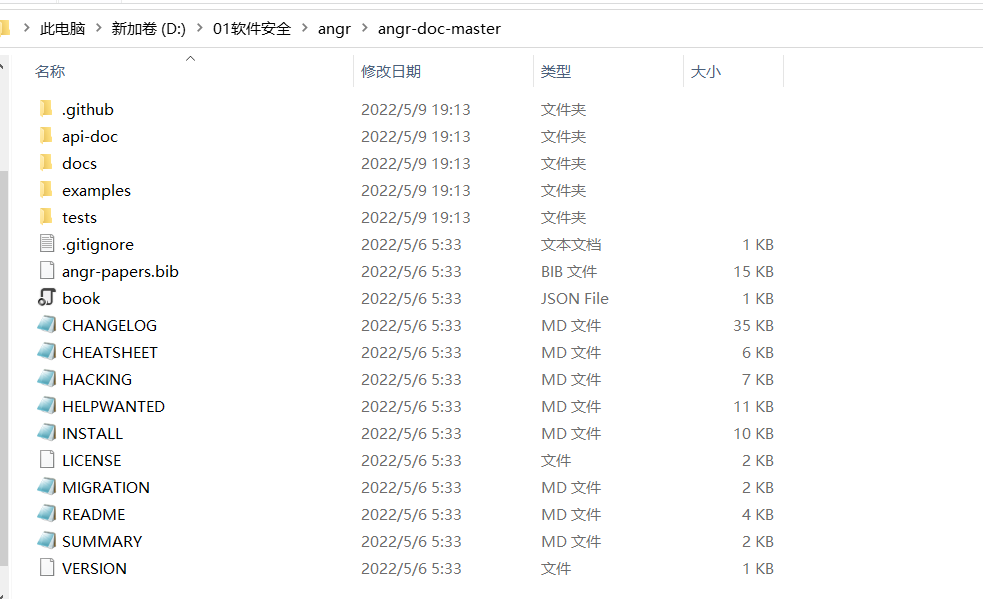 此电脑 > 新加卷 (D:) > 01软件安全 > angr > angr-doc-master
名称 修改日期 类型 大小
.github 2022/5/9 19:13 文件夹
api-doc 2022/5/9 19:13 文件夹
docs 2022/5/9 19:13 文件夹
examples 2022/5/9 19:13 文件夹
tests 2022/5/9 19:13 文件夹
.gitignore 2022/5/6 5:33 文本文档 1 KB
angr-papers.bib 2022/5/6 5:33 BIB 文件 15 KB
book 2022/5/6 5:33 JSON File 1 KB
CHANGELOG 2022/5/6 5:33 MD 文件 35 KB
CHEATSHEET 2022/5/6 5:33 MD 文件 6 KB
HACKING 2022/5/6 5:33 MD 文件 7 KB
HELPWANTED 2022/5/6 5:33 MD 文件 11 KB
INSTALL 2022/5/6 5:33 MD 文件 10 KB
LICENSE 2022/5/6 5:33 文件 2 KB
MIGRATION 2022/5/6 5:33 MD 文件 2 KB
README 2022/5/6 5:33 MD 文件 4 KB
SUMMARY 2022/5/6 5:33 MD 文件 2 KB
VERSION 2022/5/6 5:33 文件 1 KB